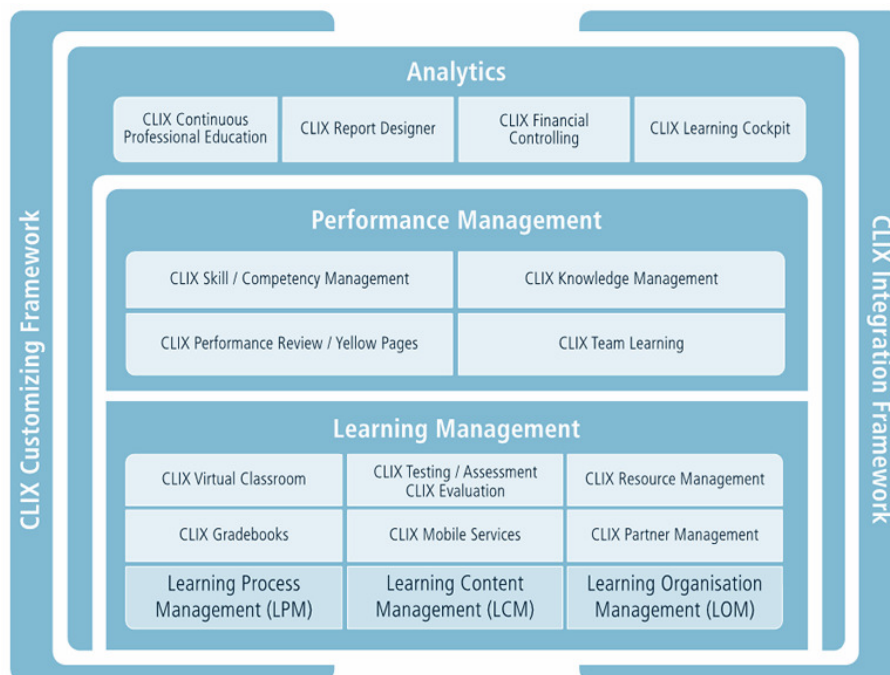 Analytics
CLIX Continuous
Professional Education
CLIX Report Designer
CLIX Financial
Controlling
CLIX Learning Cockpit
Performance Management
CLIX Skill / Competency Management
CLIX Knowledge Management
CLIX Performance Review / Yellow Pages
CLIX Team Learning
Learning Management
CLIX Virtual Classroom
CLIX Testing / Assessment
CLIX Evaluation
CLIX Resource Management
CLIX Gradebooks
CLIX Mobile Services
CLIX Partner Management
Learning Process
Management (LPM)
Learning Content
Management (LCM)
Learning Organisation
Management (LOM)
CLIX Customizing Framework
CLIX Integration Framework